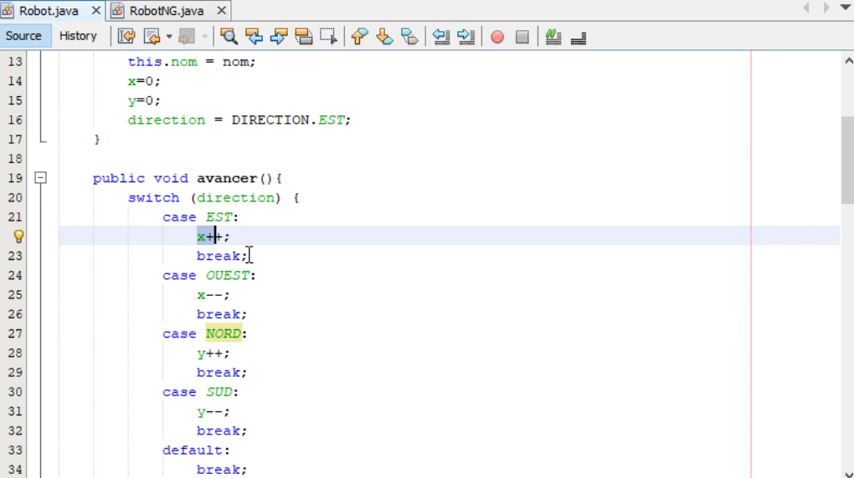 Robot.java
RobotNG.java
Source
History
13 this.nom = nom;
14 x=0;
15 y=0;
16 direction = DIRECTION.EST;
17 }
18
19 public void avancer(){
20 switch (direction) {
21 case EST:
x++;
23 break;
24 case OUEST:
25 x--;
26 break;
27 case NORD:
28 y++;
29 break;
30 case SUD:
31 y--;
32 break;
33 default:
34 break;